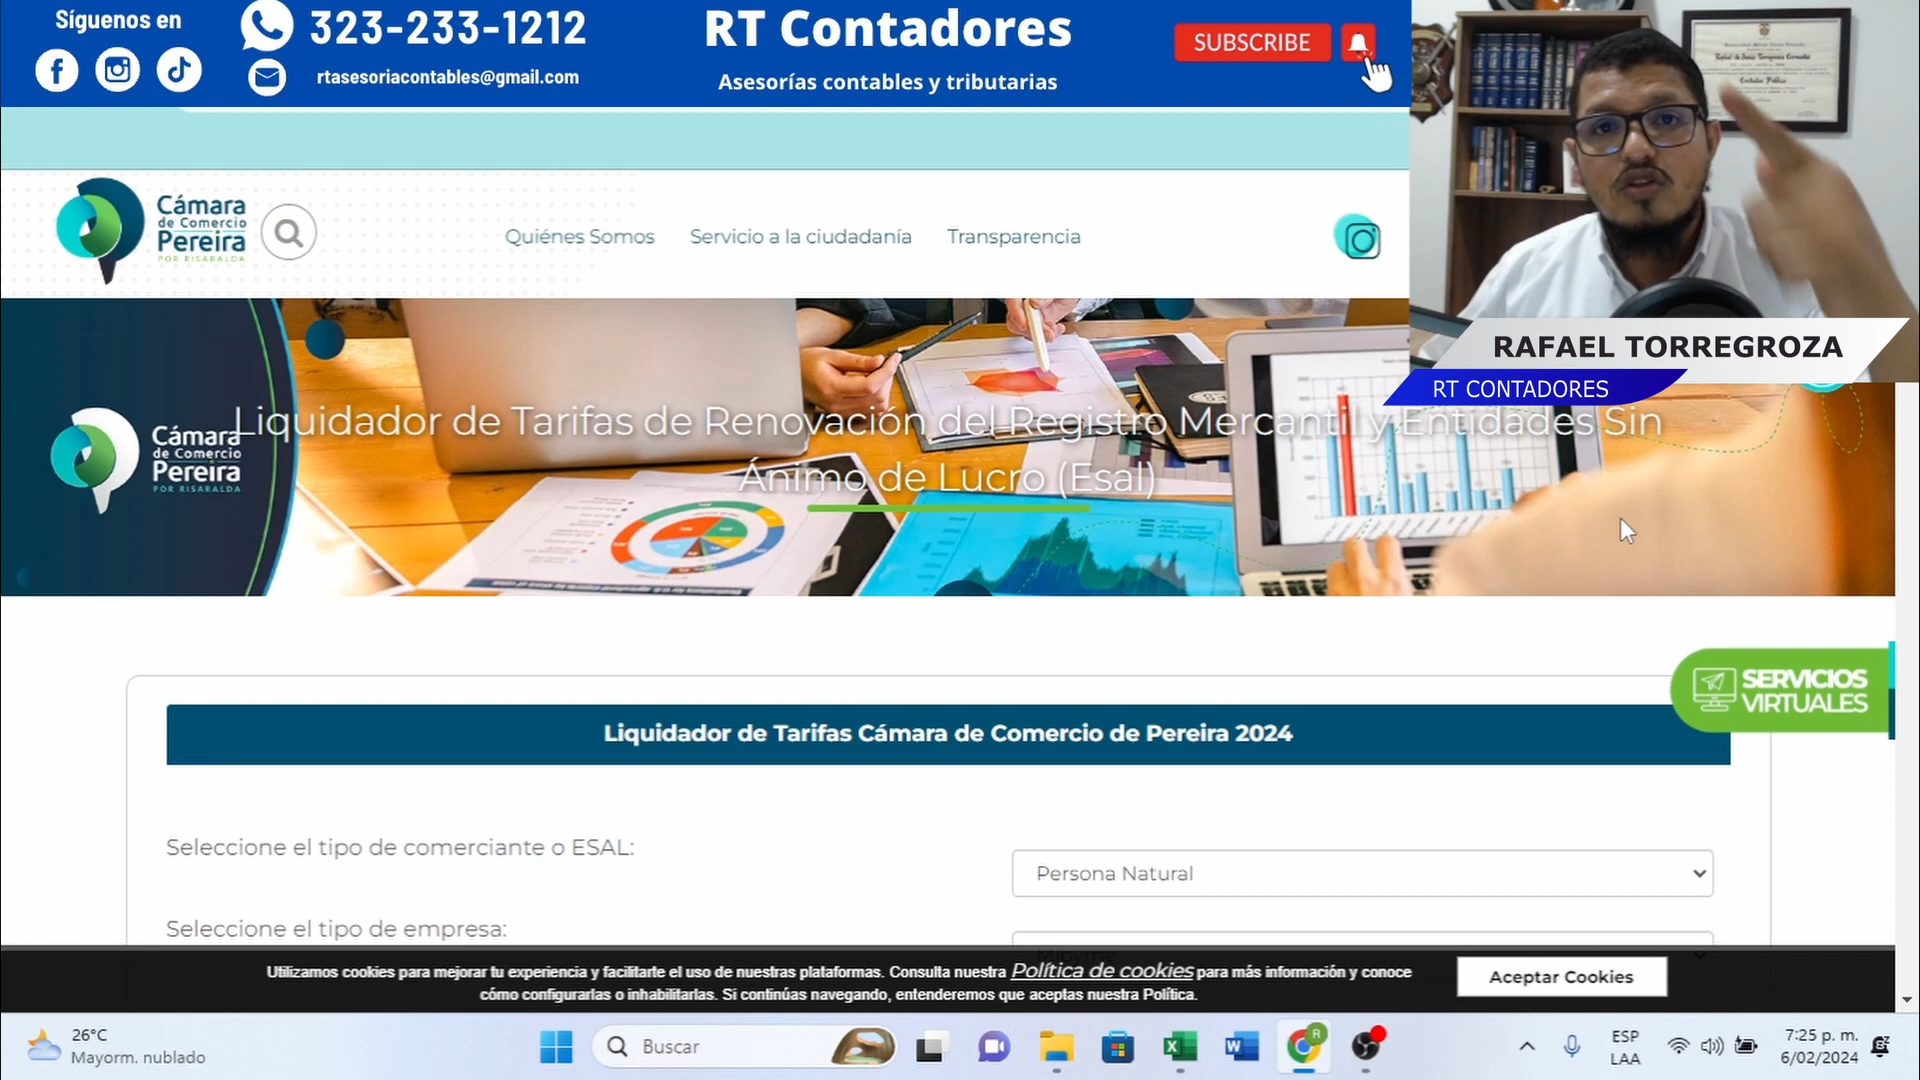 Síguenos en
323-233-1212
rtasesoriacontables@gmail.com
RT Contadores
Asesorías contables y tributarias
SUBSCRIBE
Cámara
de Comercio
Pereira
POR RISARALDA
Quiénes Somos
Servicio a la ciudadanía
Transparencia
RAFAEL TORREGROZA
RT CONTADORES
Cámara
de Comercio
Pereira
POR RISARALDA
Liquidador de Tarifas de Renovación del Registro Mercantil y Entidades Sin
Ánimo de Lucro (Esal)
SERVICIOS
VIRTUALES
Liquidador de Tarifas Cámara de Comercio de Pereira 2024
Seleccione el tipo de comerciante o ESAL:
Persona Natural
Seleccione el tipo de empresa:
Mipyme
Utilizamos cookies para mejorar tu experiencia y facilitarte el uso de nuestras plataformas. Consulta nuestra Política de cookies para más información y conoce
cómo configurarlas o inhabilitarlas. Si continúas navegando, entenderemos que aceptas nuestra Política.
Aceptar Cookies
26°C
Mayorm. nublado
Buscar
R
ESP
LAA
7:25 p. m.
6/02/2024